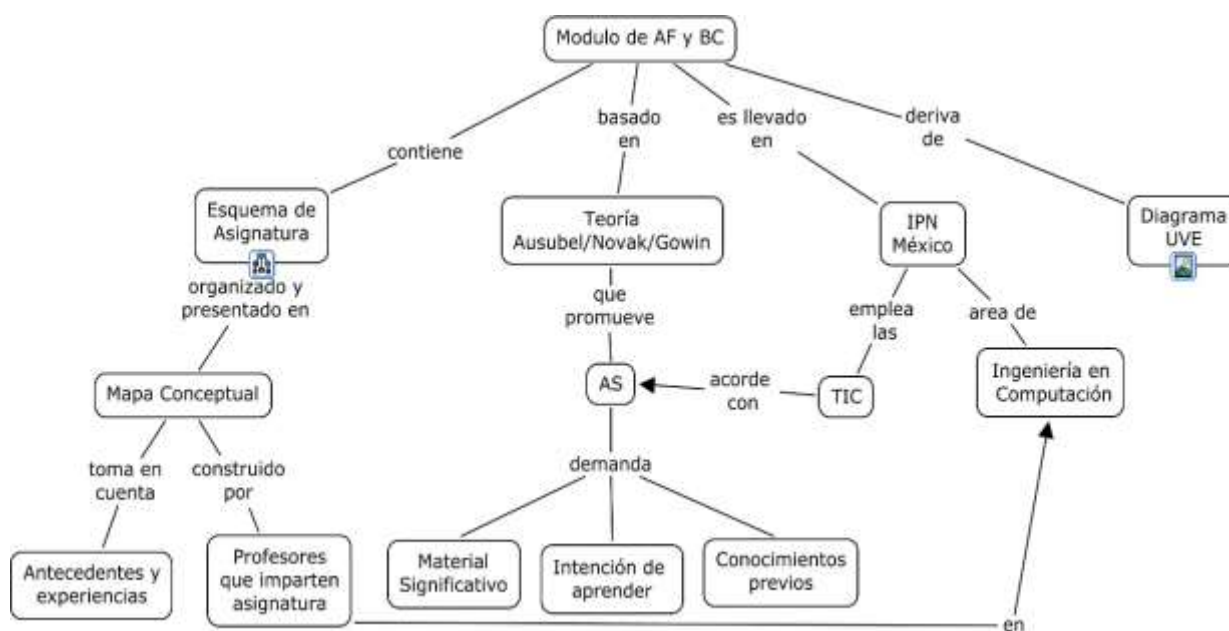 Modulo de AF y BC
contiene
basado
en
es llevado
en
deriva
de
Esquema de
Asignatura
Teoría
Ausubel/Novak/Gowin
IPN
México
Diagrama
UVE
organizado y
presentado en
que
promueve
emplea
las
area de
Mapa Conceptual
AS
acorde
con
TIC
Ingeniería en
Computación
toma en
cuenta
construido
por
demanda
Antecedentes y
experiencias
Profesores
que imparten
asignatura
Material
Significativo
Intención de
aprender
Conocimientos
previos
en